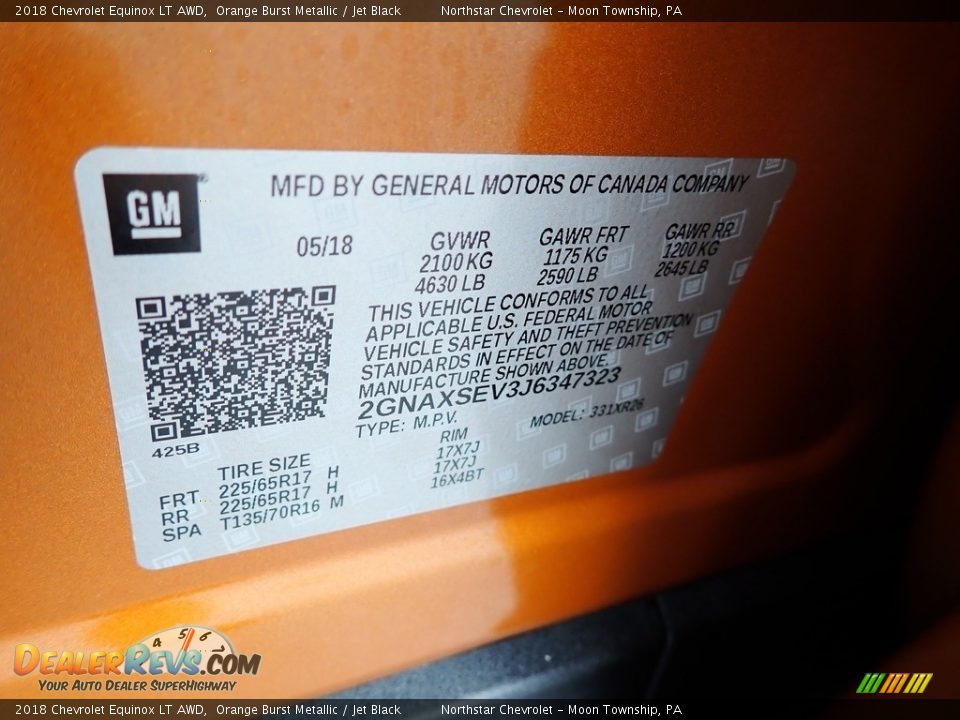 2018 Chevrolet Equinox LT AWD,  Orange Burst Metallic / Jet Black        Northstar Chevrolet – Moon Township, PA
GM®
MFD BY GENERAL MOTORS OF CANADA COMPANY
05/18
GVWR
2100 KG
4630 LB
GAWR FRT
1175 KG
2590 LB
GAWR RR
1200 KG
2645 LB
THIS VEHICLE CONFORMS TO ALL
APPLICABLE U.S. FEDERAL MOTOR
VEHICLE SAFETY AND THEFT PREVENTION
STANDARDS IN EFFECT ON THE DATE OF
MANUFACTURE SHOWN ABOVE.
2GNAXSEV3J6347323
TYPE: M.P.V.        MODEL: 331XR26
425B
TIRE SIZE        RIM
FRT  225/65R17  H        17X7J
RR  225/65R17  H        17X7J
SPA  T135/70R16  M        16X4BT
4 5 6
DealerRevs.com
Your Auto Dealer SuperHighway
2018 Chevrolet Equinox LT AWD,  Orange Burst Metallic / Jet Black        Northstar Chevrolet – Moon Township, PA